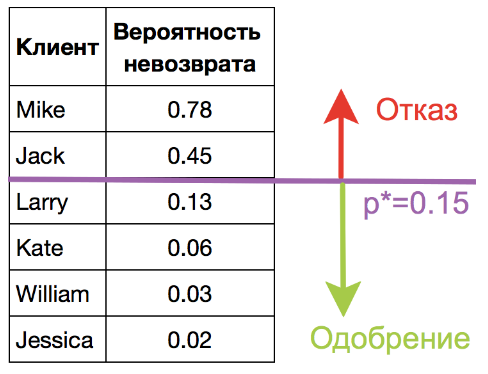 Клиент Вероятность невозврата
Mike 0.78
Jack 0.45
Larry 0.13
Kate 0.06
William 0.03
Jessica 0.02
Отказ
p*=0.15
Одобрение